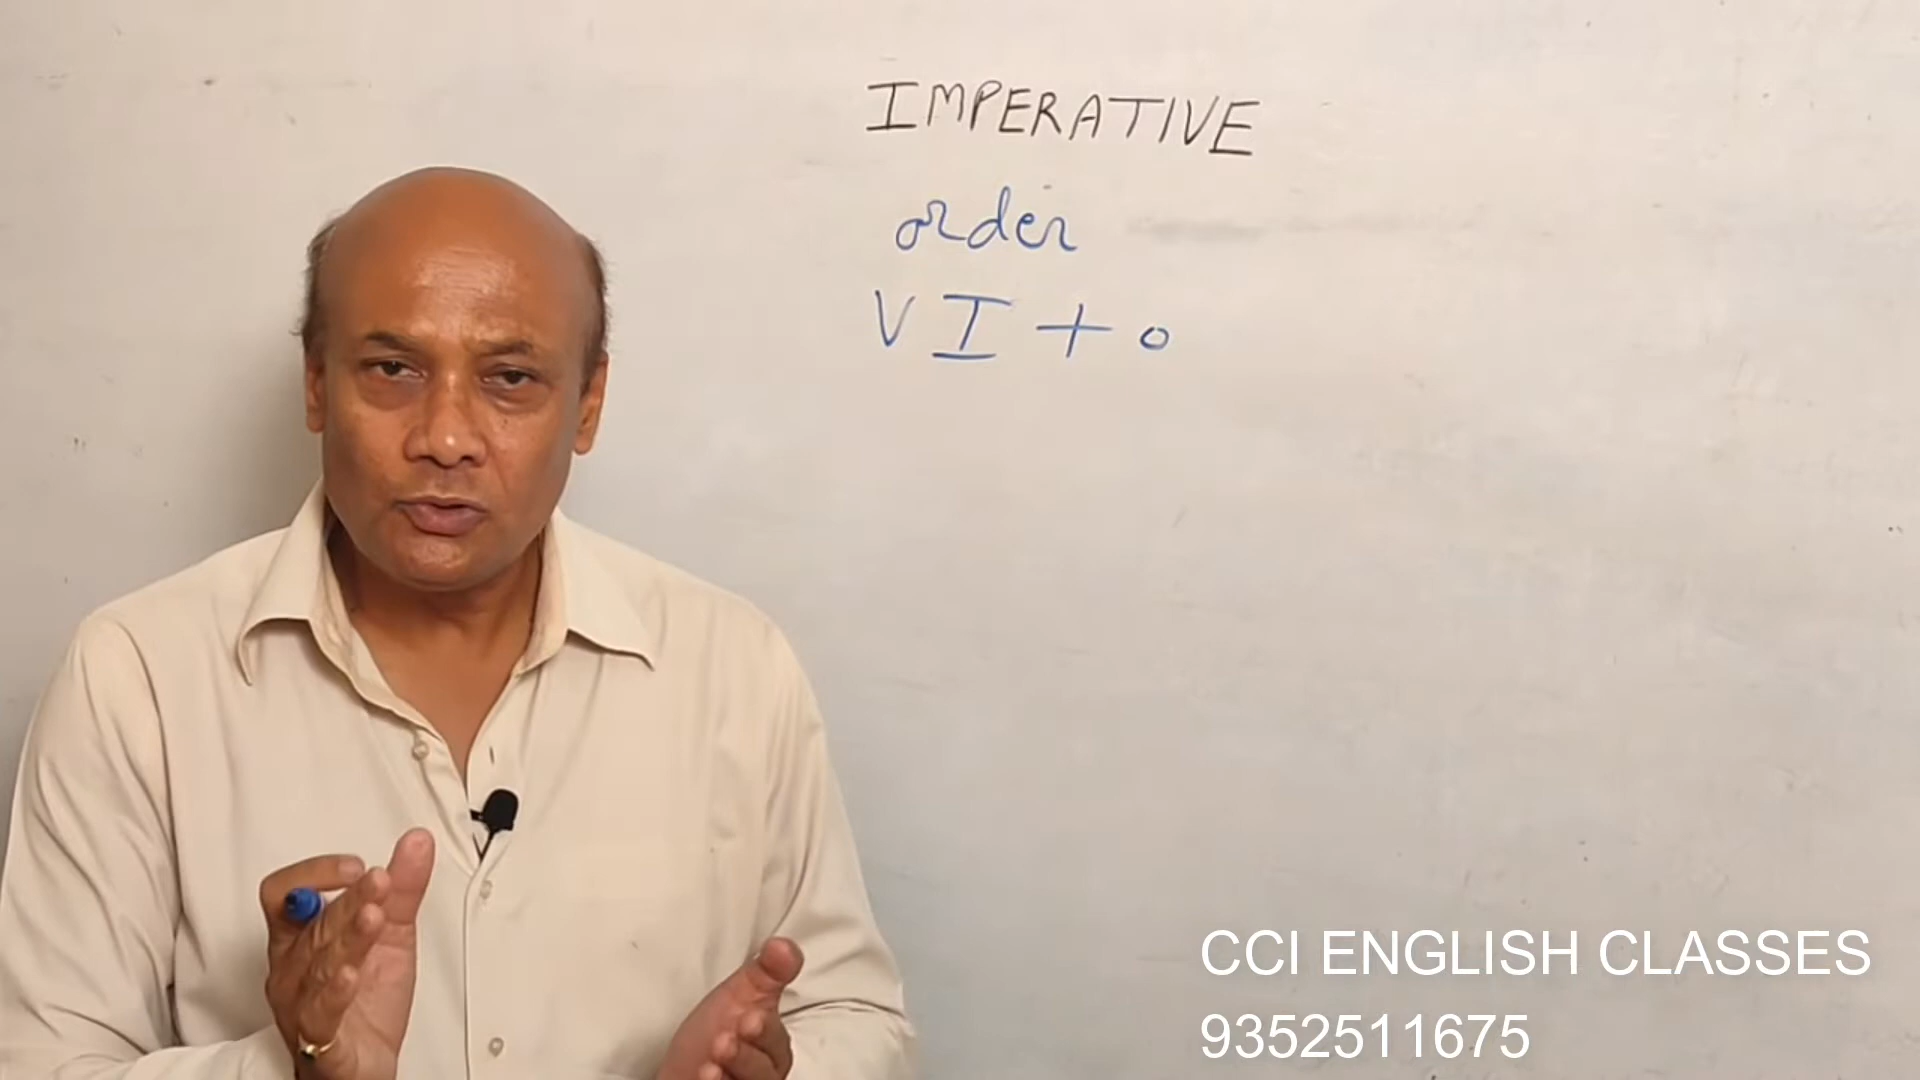 IMPERATIVE
order
V I + o
CCI ENGLISH CLASSES
9352511675